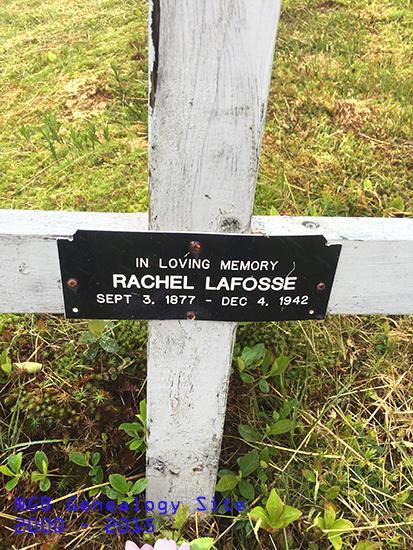 IN LOVING MEMORY
RACHEL LAFOSSE
SEPT 3, 1877 - DEC 4, 1942
NGB Genealogy Site
2000 - 2015